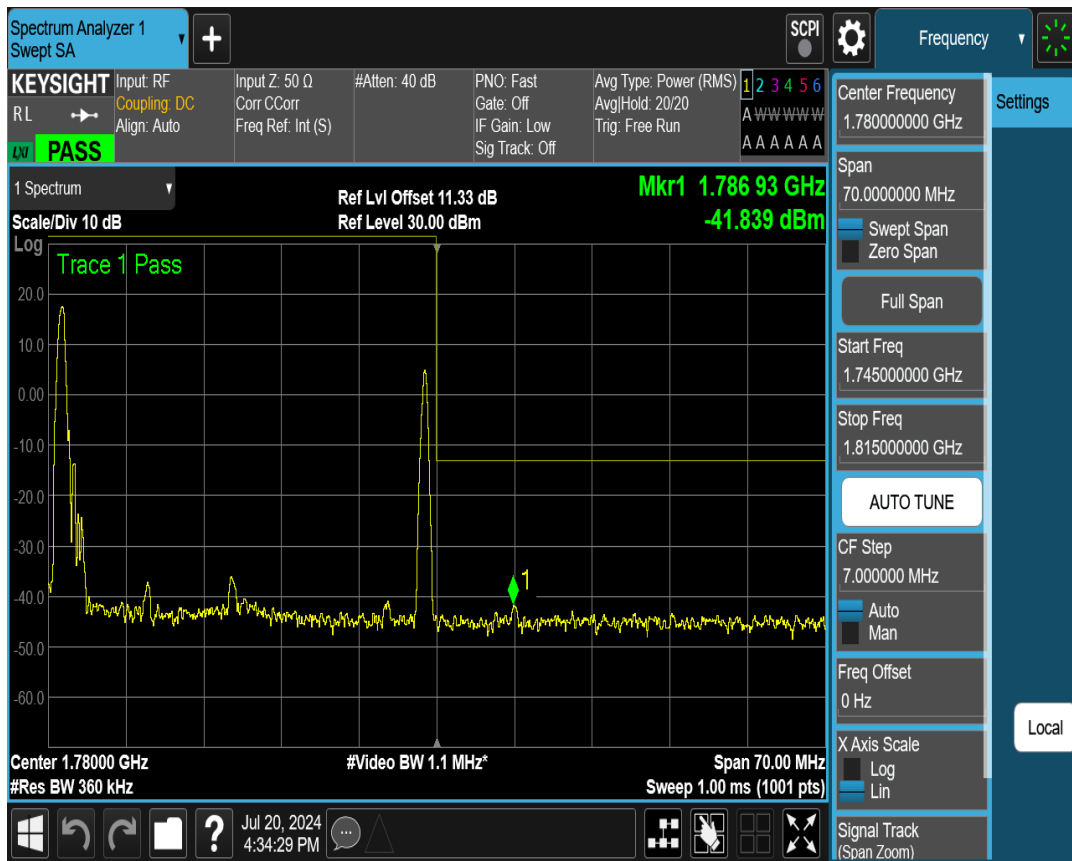 Spectrum Analyzer 1
Swept SA
SCPI
Frequency
KEYSIGHT
RL
LXI
PASS
Input: RF
Coupling: DC
Align: Auto
Input Z: 50 Ω
Corr CCorr
Freq Ref: Int (S)
#Atten: 40 dB
PNO: Fast
Gate: Off
IF Gain: Low
Sig Track: Off
Avg Type: Power (RMS)
Avg|Hold: 20/20
Trig: Free Run
1 2 3 4 5 6
A W W W W W
A A A A A A
1 Spectrum
Scale/Div 10 dB
Ref Lvl Offset 11.33 dB
Ref Level 30.00 dBm
Mkr1 1.786 93 GHz
-41.839 dBm
Log
Trace 1 Pass
20.0
10.0
0.00
-10.0
-20.0
-30.0
-40.0
-50.0
-60.0
1
Center 1.78000 GHz
#Video BW 1.1 MHz*
Span 70.00 MHz
#Res BW 360 kHz
Sweep 1.00 ms (1001 pts)
Jul 20, 2024
4:34:29 PM
Center Frequency
1.780000000 GHz
Span
70.0000000 MHz
Swept Span
Zero Span
Full Span
Start Freq
1.745000000 GHz
Stop Freq
1.815000000 GHz
AUTO TUNE
CF Step
7.000000 MHz
Auto
Man
Freq Offset
0 Hz
X Axis Scale
Log
Lin
Signal Track
(Span Zoom)
Settings
Local